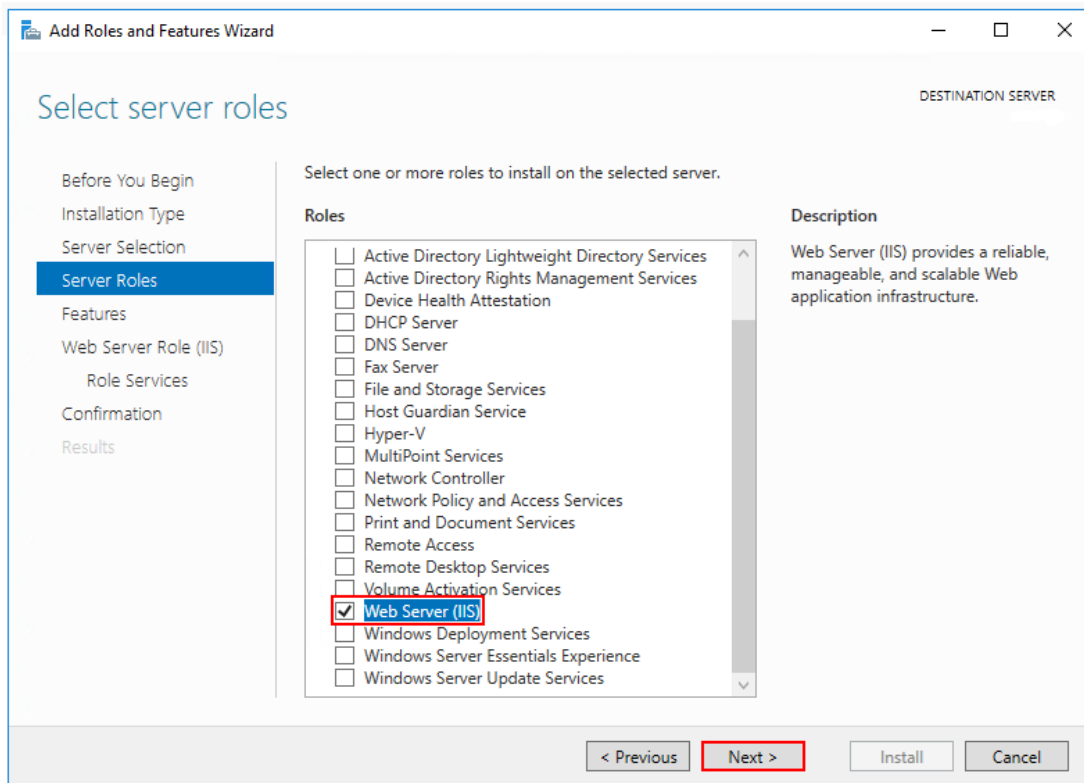 Add Roles and Features Wizard
Select server roles
DESTINATION SERVER
Before You Begin
Installation Type
Server Selection
Server Roles
Features
Web Server Role (IIS)
Role Services
Confirmation
Results
Select one or more roles to install on the selected server.
Roles
Active Directory Lightweight Directory Services
Active Directory Rights Management Services
Device Health Attestation
DHCP Server
DNS Server
Fax Server
File and Storage Services
Host Guardian Service
Hyper-V
MultiPoint Services
Network Controller
Network Policy and Access Services
Print and Document Services
Remote Access
Remote Desktop Services
Volume Activation Services
Web Server (IIS)
Windows Deployment Services
Windows Server Essentials Experience
Windows Server Update Services
Description
Web Server (IIS) provides a reliable,
manageable, and scalable Web
application infrastructure.
< Previous
Next >
Install
Cancel